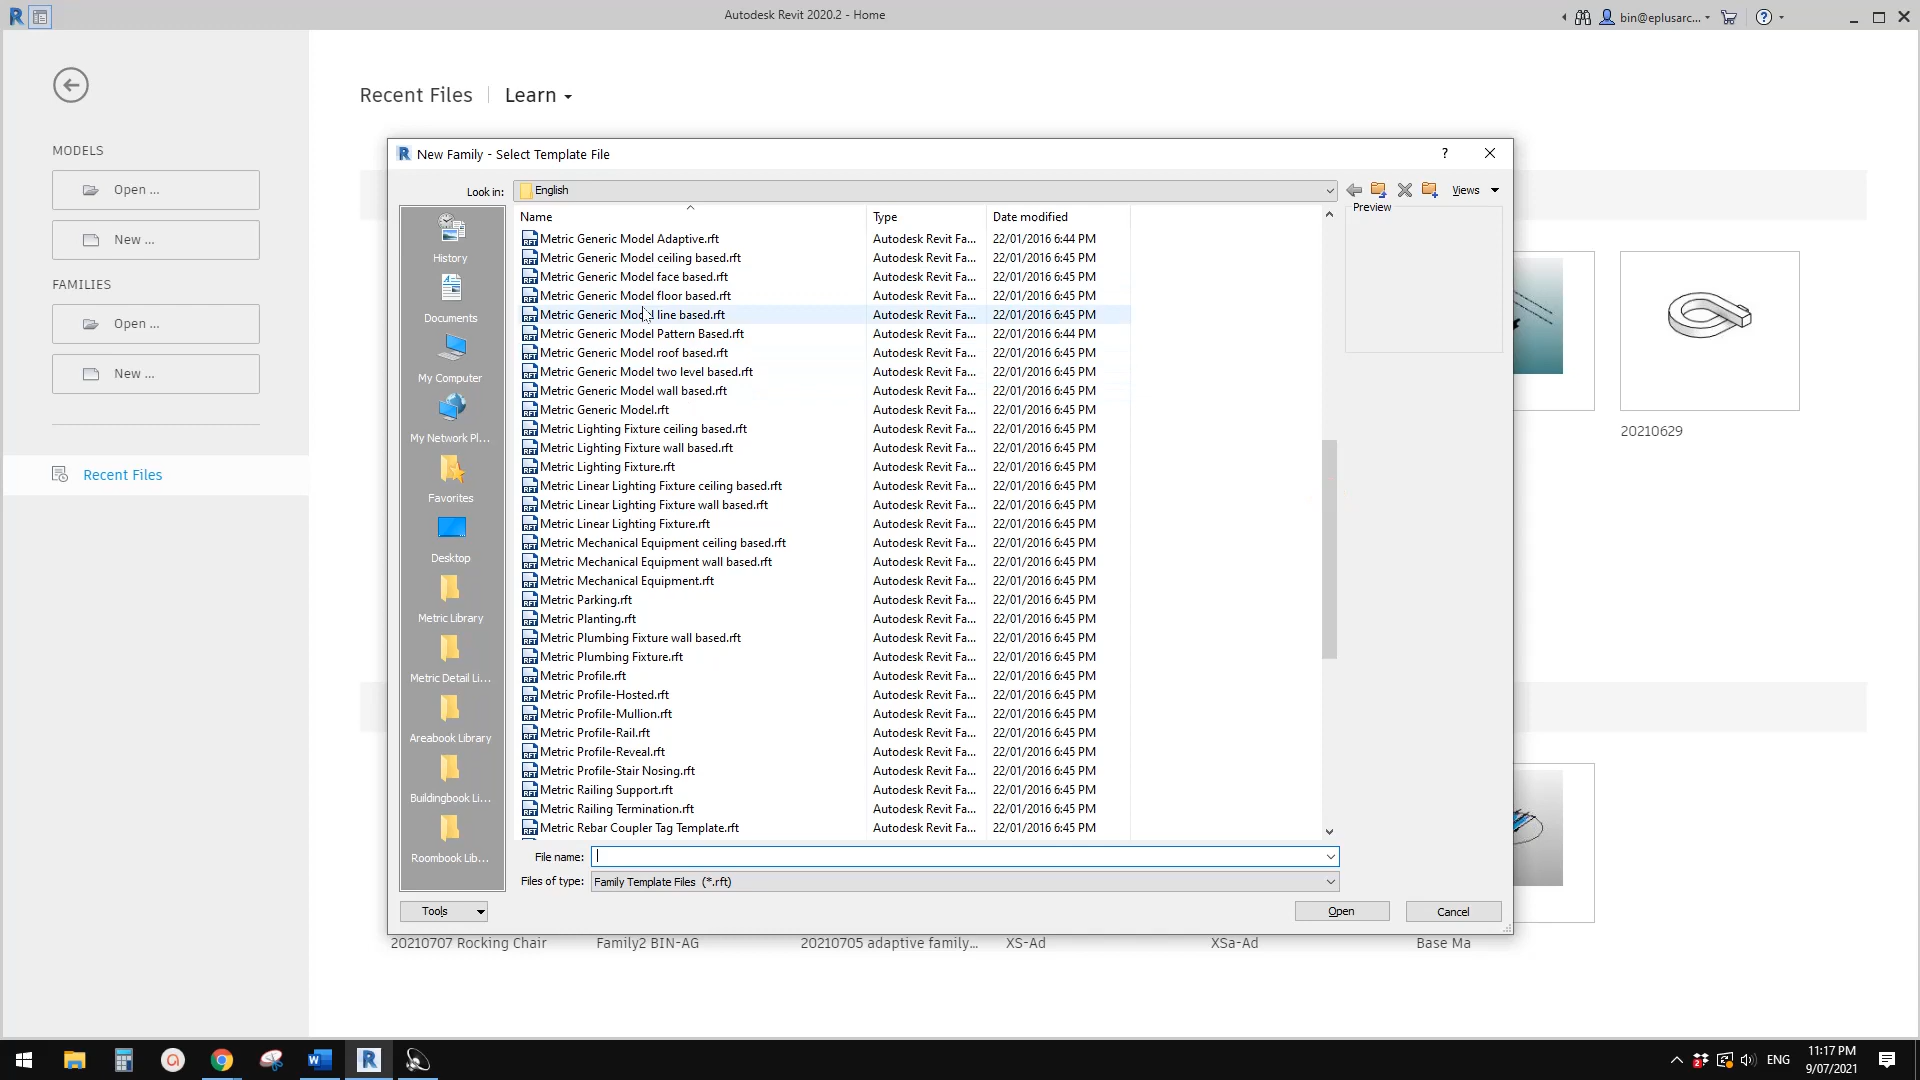 Autodesk Revit 2020.2 - Home
bin@eplusarc...
Recent Files
Learn
MODELS
Open ...
New ...
FAMILIES
Open ...
New ...
Recent Files
New Family - Select Template File
Look in:
English
Views
Preview
Name
Type
Date modified
Metric Generic Model Adaptive.rft Autodesk Revit Fa... 22/01/2016 6:44 PM
Metric Generic Model ceiling based.rft Autodesk Revit Fa... 22/01/2016 6:45 PM
Metric Generic Model face based.rft Autodesk Revit Fa... 22/01/2016 6:45 PM
Metric Generic Model floor based.rft Autodesk Revit Fa... 22/01/2016 6:45 PM
Metric Generic Model line based.rft Autodesk Revit Fa... 22/01/2016 6:45 PM
Metric Generic Model Pattern Based.rft Autodesk Revit Fa... 22/01/2016 6:44 PM
Metric Generic Model roof based.rft Autodesk Revit Fa... 22/01/2016 6:45 PM
Metric Generic Model two level based.rft Autodesk Revit Fa... 22/01/2016 6:45 PM
Metric Generic Model wall based.rft Autodesk Revit Fa... 22/01/2016 6:45 PM
Metric Generic Model.rft Autodesk Revit Fa... 22/01/2016 6:45 PM
Metric Lighting Fixture ceiling based.rft Autodesk Revit Fa... 22/01/2016 6:45 PM
Metric Lighting Fixture wall based.rft Autodesk Revit Fa... 22/01/2016 6:45 PM
Metric Lighting Fixture.rft Autodesk Revit Fa... 22/01/2016 6:45 PM
Metric Linear Lighting Fixture ceiling based.rft Autodesk Revit Fa... 22/01/2016 6:45 PM
Metric Linear Lighting Fixture wall based.rft Autodesk Revit Fa... 22/01/2016 6:45 PM
Metric Linear Lighting Fixture.rft Autodesk Revit Fa... 22/01/2016 6:45 PM
Metric Mechanical Equipment ceiling based.rft Autodesk Revit Fa... 22/01/2016 6:45 PM
Metric Mechanical Equipment wall based.rft Autodesk Revit Fa... 22/01/2016 6:45 PM
Metric Mechanical Equipment.rft Autodesk Revit Fa... 22/01/2016 6:45 PM
Metric Parking.rft Autodesk Revit Fa... 22/01/2016 6:45 PM
Metric Planting.rft Autodesk Revit Fa... 22/01/2016 6:45 PM
Metric Plumbing Fixture wall based.rft Autodesk Revit Fa... 22/01/2016 6:45 PM
Metric Plumbing Fixture.rft Autodesk Revit Fa... 22/01/2016 6:45 PM
Metric Profile.rft Autodesk Revit Fa... 22/01/2016 6:45 PM
Metric Profile-Hosted.rft Autodesk Revit Fa... 22/01/2016 6:45 PM
Metric Profile-Mullion.rft Autodesk Revit Fa... 22/01/2016 6:45 PM
Metric Profile-Rail.rft Autodesk Revit Fa... 22/01/2016 6:45 PM
Metric Profile-Reveal.rft Autodesk Revit Fa... 22/01/2016 6:45 PM
Metric Profile-Stair Nosing.rft Autodesk Revit Fa... 22/01/2016 6:45 PM
Metric Railing Support.rft Autodesk Revit Fa... 22/01/2016 6:45 PM
Metric Railing Termination.rft Autodesk Revit Fa... 22/01/2016 6:45 PM
Metric Rebar Coupler Tag Template.rft Autodesk Revit Fa... 22/01/2016 6:45 PM
History
Documents
My Computer
My Network Pl...
Favorites
Desktop
Metric Library
Metric Detail Li...
Areabook Library
Buildingbook Li...
Roombook Lib...
File name:
Files of type:
Family Template Files (*.rft)
Tools
Open
Cancel
20210629
20210707 Rocking Chair
Family2 BIN-AG
20210705 adaptive family...
XS-Ad
XSa-Ad
Base Ma
ENG
11:17 PM
9/07/2021